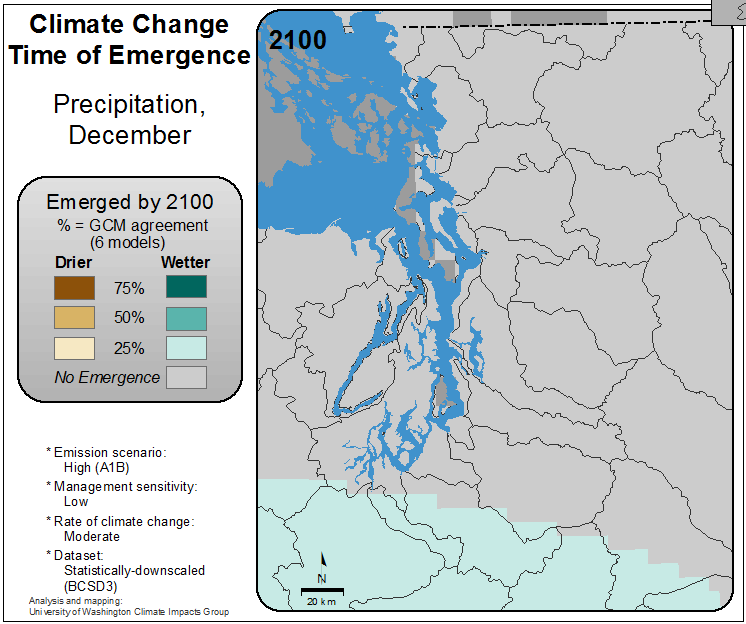 Climate Change
Time of Emergence
Precipitation,
December
Emerged by 2100
% = GCM agreement
(6 models)
Drier Wetter
75%
50%
25%
No Emergence
* Emission scenario:
High (A1B)
* Management sensitivity:
Low
* Rate of climate change:
Moderate
* Dataset:
Statistically-downscaled
(BCSD3)
Analysis and mapping:
University of Washington Climate Impacts Group
2100
N
20 km